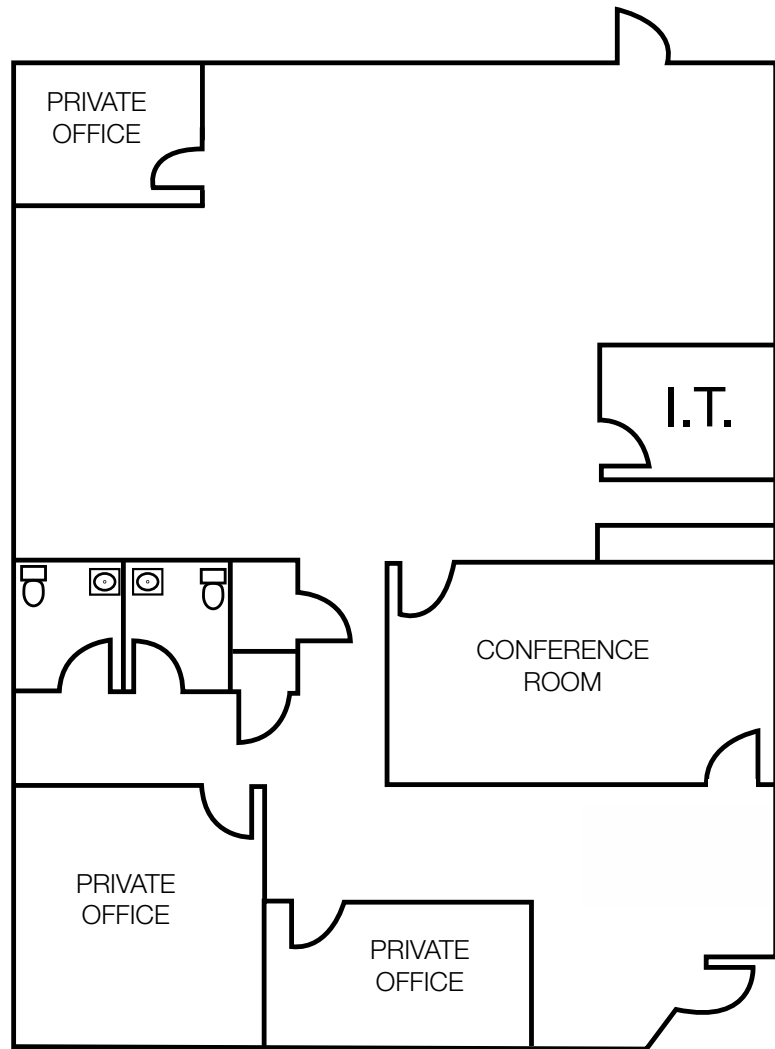 PRIVATE
OFFICE
I.T.
CONFERENCE
ROOM
PRIVATE
OFFICE
PRIVATE
OFFICE